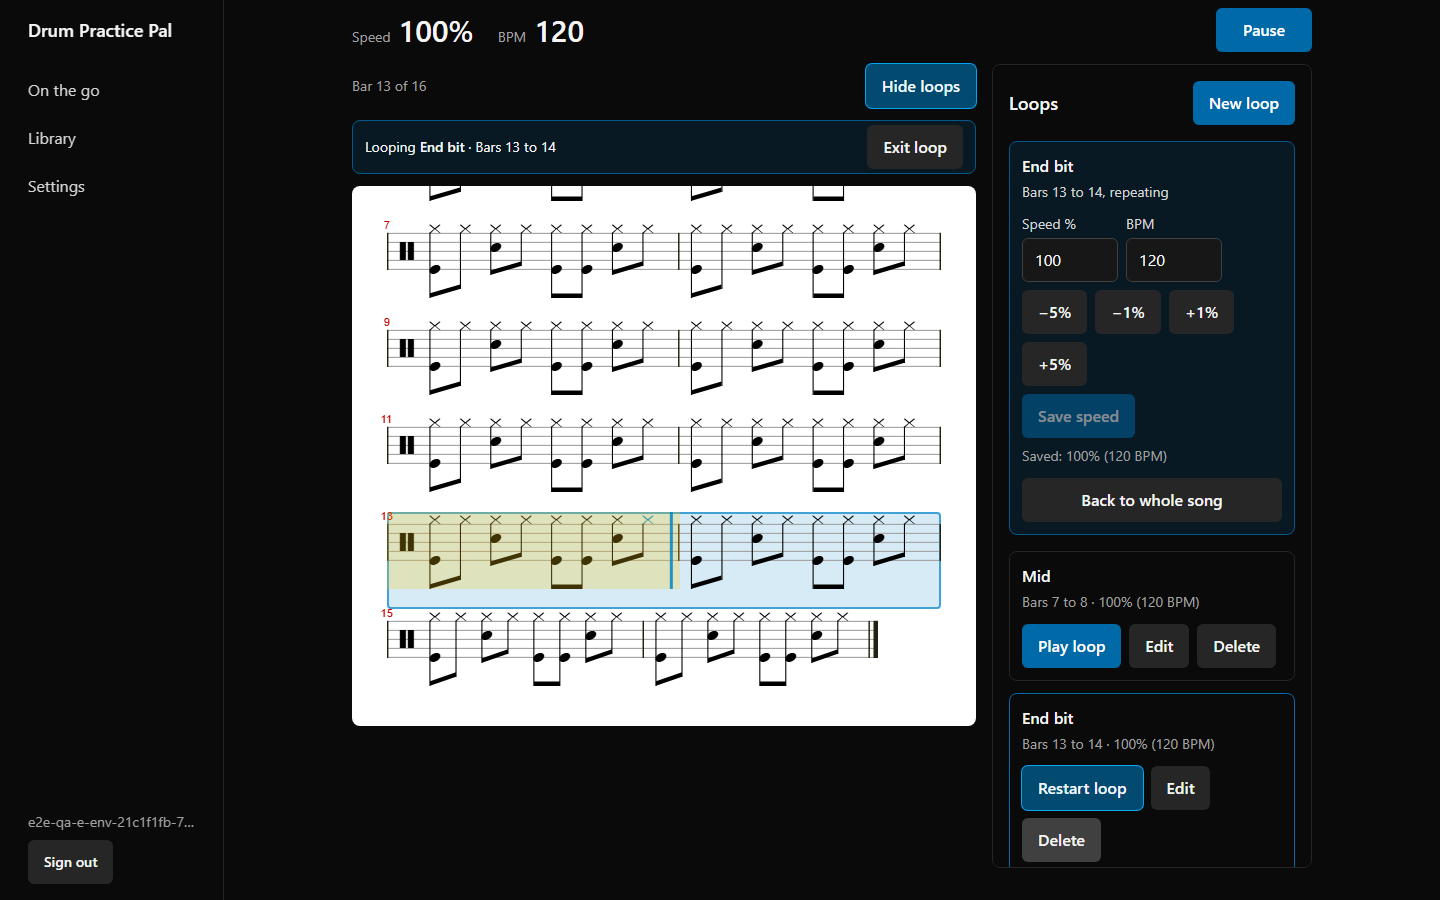 Drum Practice Pal
On the go
Library
Settings
e2e-qa-e-env-21c1f1fb-7...
Sign out
Speed 100% BPM 120
Pause
Bar 13 of 16
Hide loops
Looping End bit · Bars 13 to 14
Exit loop
7
9
11
13
15
Loops
New loop
End bit
Bars 13 to 14, repeating
Speed % BPM
100 120
−5% −1% +1%
+5%
Save speed
Saved: 100% (120 BPM)
Back to whole song
Mid
Bars 7 to 8 · 100% (120 BPM)
Play loop Edit Delete
End bit
Bars 13 to 14 · 100% (120 BPM)
Restart loop Edit
Delete